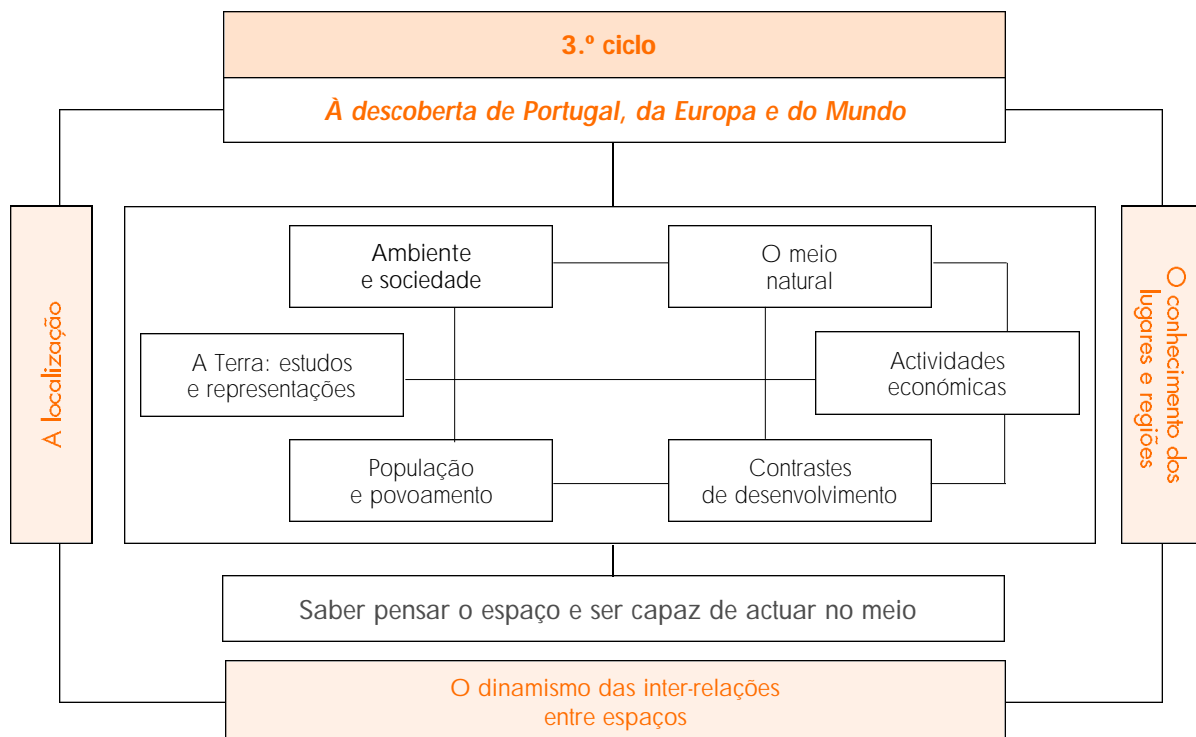 3.º ciclo
À descoberta de Portugal, da Europa e do Mundo
A localização
Ambiente
e sociedade
O meio
natural
A Terra: estudos
e representações
Actividades
económicas
População
e povoamento
Contrastes
de desenvolvimento
O conhecimento dos
lugares e regiões
Saber pensar o espaço e ser capaz de actuar no meio
O dinamismo das inter-relações
entre espaços